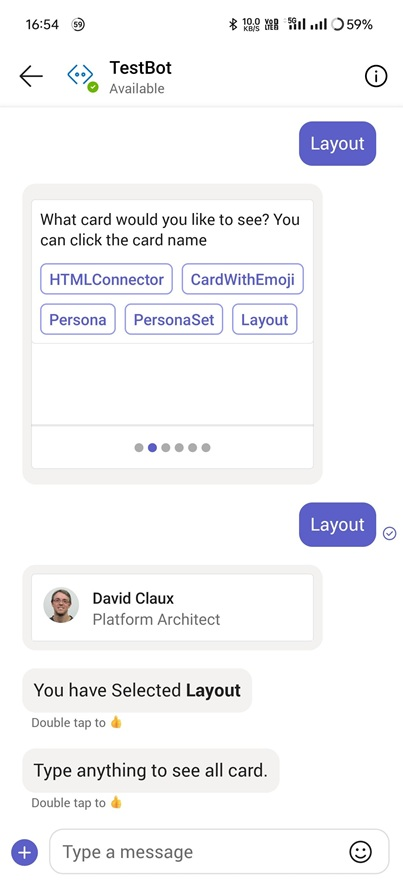 16:54 59 10.0 KB/S VoD LTE2 5G 59%
TestBot
Available
Layout
What card would you like to see? You
can click the card name
HTMLConnector CardWithEmoji
Persona PersonaSet Layout
Layout
David Claux
Platform Architect
You have Selected Layout
Double tap to 👍
Type anything to see all card.
Double tap to 👍
Type a message